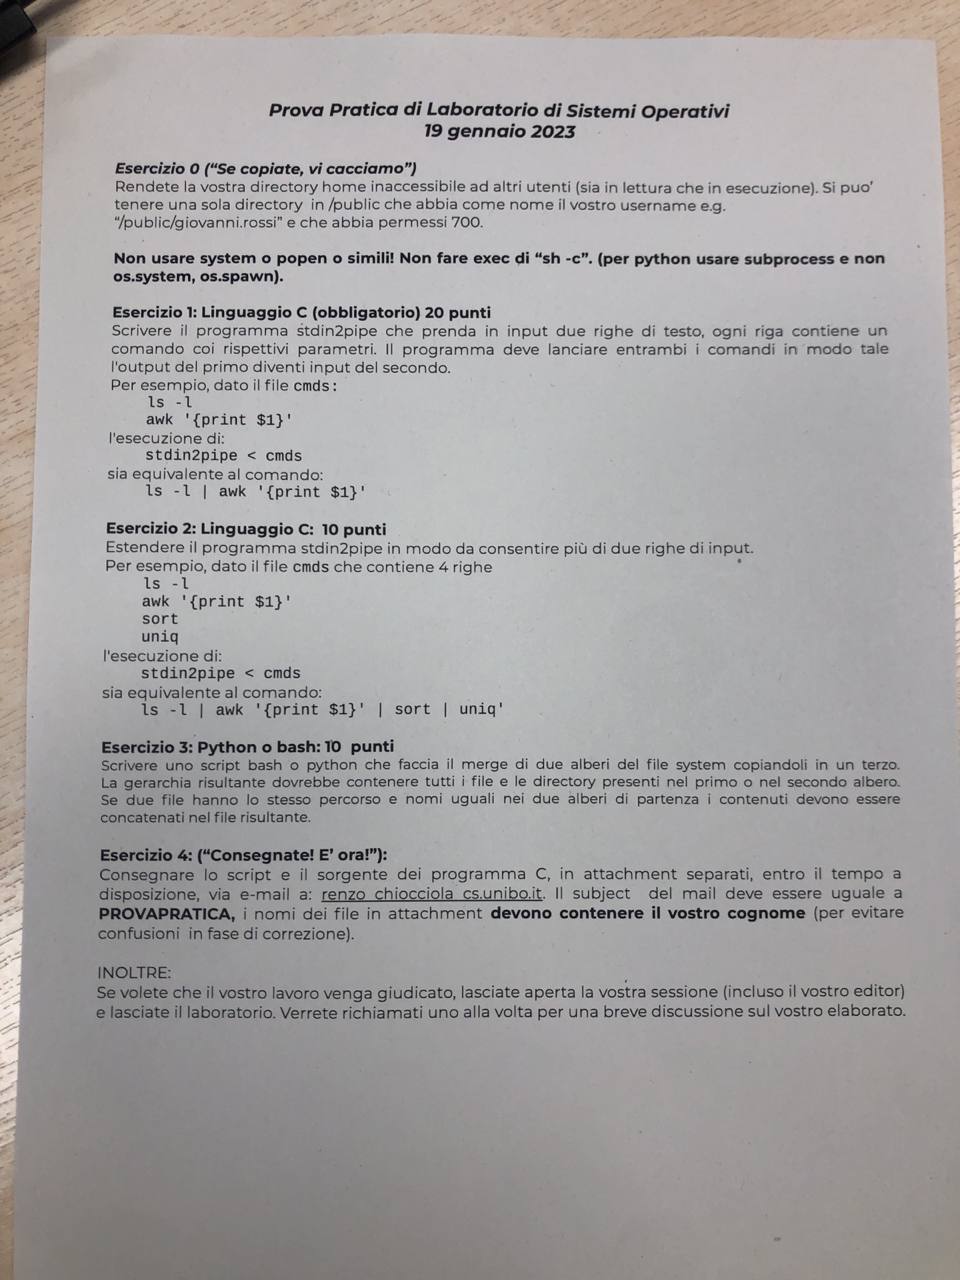 Prova Pratica di Laboratorio di Sistemi Operativi
19 gennaio 2023
Esercizio 0 (“Se copiate, vi cacciamo”)
Rendete la vostra directory home inaccessibile ad altri utenti (sia in lettura che in esecuzione). Si puo'
tenere una sola directory in /public che abbia come nome il vostro username e.g.
“/public/giovanni.rossi” e che abbia permessi 700.
Non usare system o popen o simili! Non fare exec di “sh -c”. (per python usare subprocess e non
os.system, os.spawn).
Esercizio 1: Linguaggio C (obbligatorio) 20 punti
Scrivere il programma stdin2pipe che prenda in input due righe di testo, ogni riga contiene un
comando coi rispettivi parametri. Il programma deve lanciare entrambi i comandi in modo tale
l'output del primo diventi input del secondo.
Per esempio, dato il file cmds:
ls -l
awk '{print $1}'
l'esecuzione di:
stdin2pipe < cmds
sia equivalente al comando:
ls -l | awk '{print $1}'
Esercizio 2: Linguaggio C: 10 punti
Estendere il programma stdin2pipe in modo da consentire più di due righe di input.
Per esempio, dato il file cmds che contiene 4 righe
ls -l
awk '{print $1}'
sort
uniq
l'esecuzione di:
stdin2pipe < cmds
sia equivalente al comando:
ls -l | awk '{print $1}' | sort | uniq'
Esercizio 3: Python o bash: 10 punti
Scrivere uno script bash o python che faccia il merge di due alberi del file system copiandoli in un terzo.
La gerarchia risultante dovrebbe contenere tutti i file e le directory presenti nel primo o nel secondo albero.
Se due file hanno lo stesso percorso e nomi uguali nei due alberi di partenza i contenuti devono essere
concatenati nel file risultante.
Esercizio 4: (“Consegnate! E' ora!”):
Consegnare lo script e il sorgente dei programma C, in attachment separati, entro il tempo a
disposizione, via e-mail a: renzo chiocciola cs.unibo.it. Il subject del mail deve essere uguale a
PROVAPRATICA, i nomi dei file in attachment devono contenere il vostro cognome (per evitare
confusioni in fase di correzione).
INOLTRE:
Se volete che il vostro lavoro venga giudicato, lasciate aperta la vostra sessione (incluso il vostro editor)
e lasciate il laboratorio. Verrete richiamati uno alla volta per una breve discussione sul vostro elaborato.